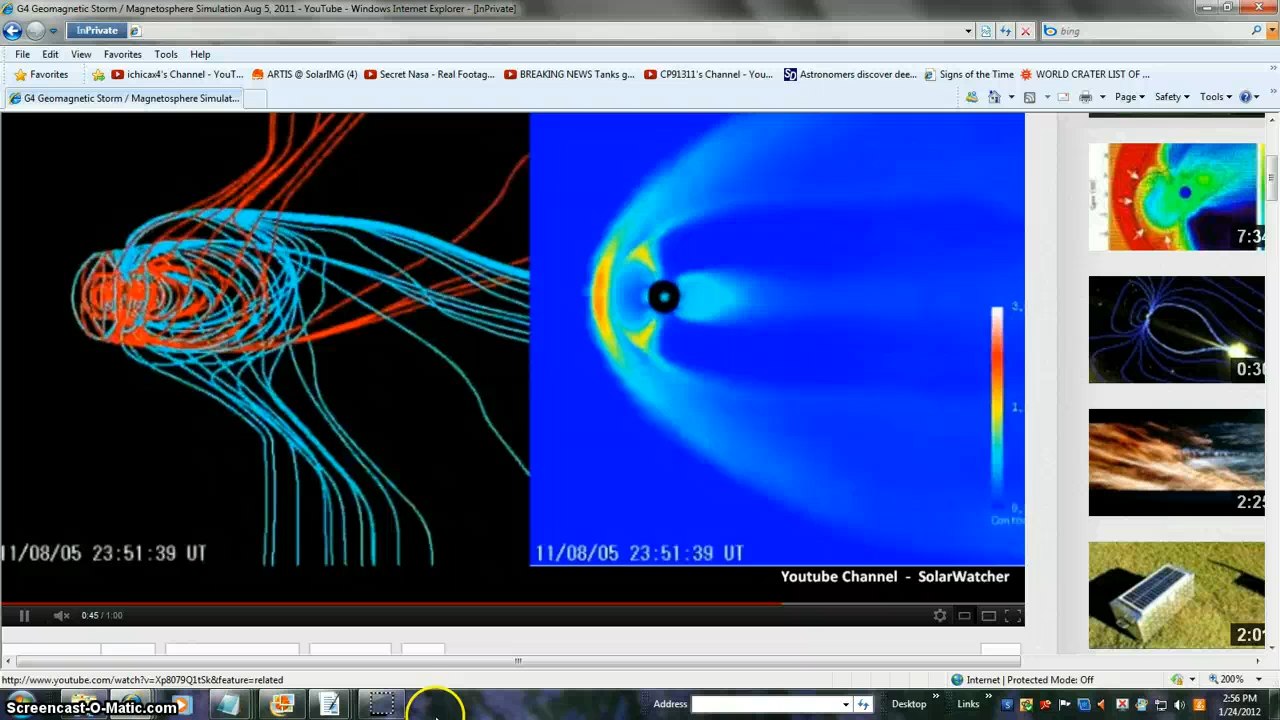 G4 Geomagnetic Storm / Magnetosphere Simulation Aug 5, 2011 - YouTube - Windows Internet Explorer - [InPrivate]
InPrivate
bing
File Edit View Favorites Tools Help
Favorites ichicax4's Channel - YouT... ARTIS @ SolarIMG (4) Secret Nasa - Real Footag... BREAKING NEWS Tanks g... CP91311's Channel - You... Astronomers discover dee... Signs of the Time WORLD CRATER LIST OF ...
G4 Geomagnetic Storm / Magnetosphere Simulat...
Page Safety Tools
7:34
3.
0:30
1.
2:25
0.
11/08/05 23:51:39 UT 11/08/05 23:51:39 UT
Youtube Channel - SolarWatcher
0:45 / 1:00
2:01
http://www.youtube.com/watch?v=Xp8079Q1tSk&feature=related
Internet | Protected Mode: Off 200%
Screencast-O-Matic.com
Address Desktop Links
2:56 PM
1/24/2012